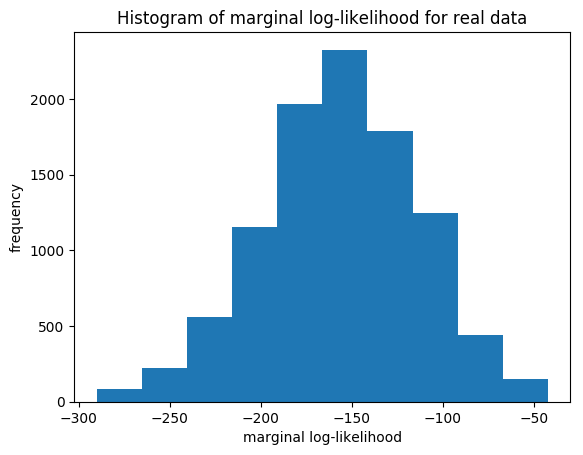 Histogram of marginal log-likelihood for real data
frequency
2000
1500
1000
500
0
−300 −250 −200 −150 −100 −50
marginal log-likelihood